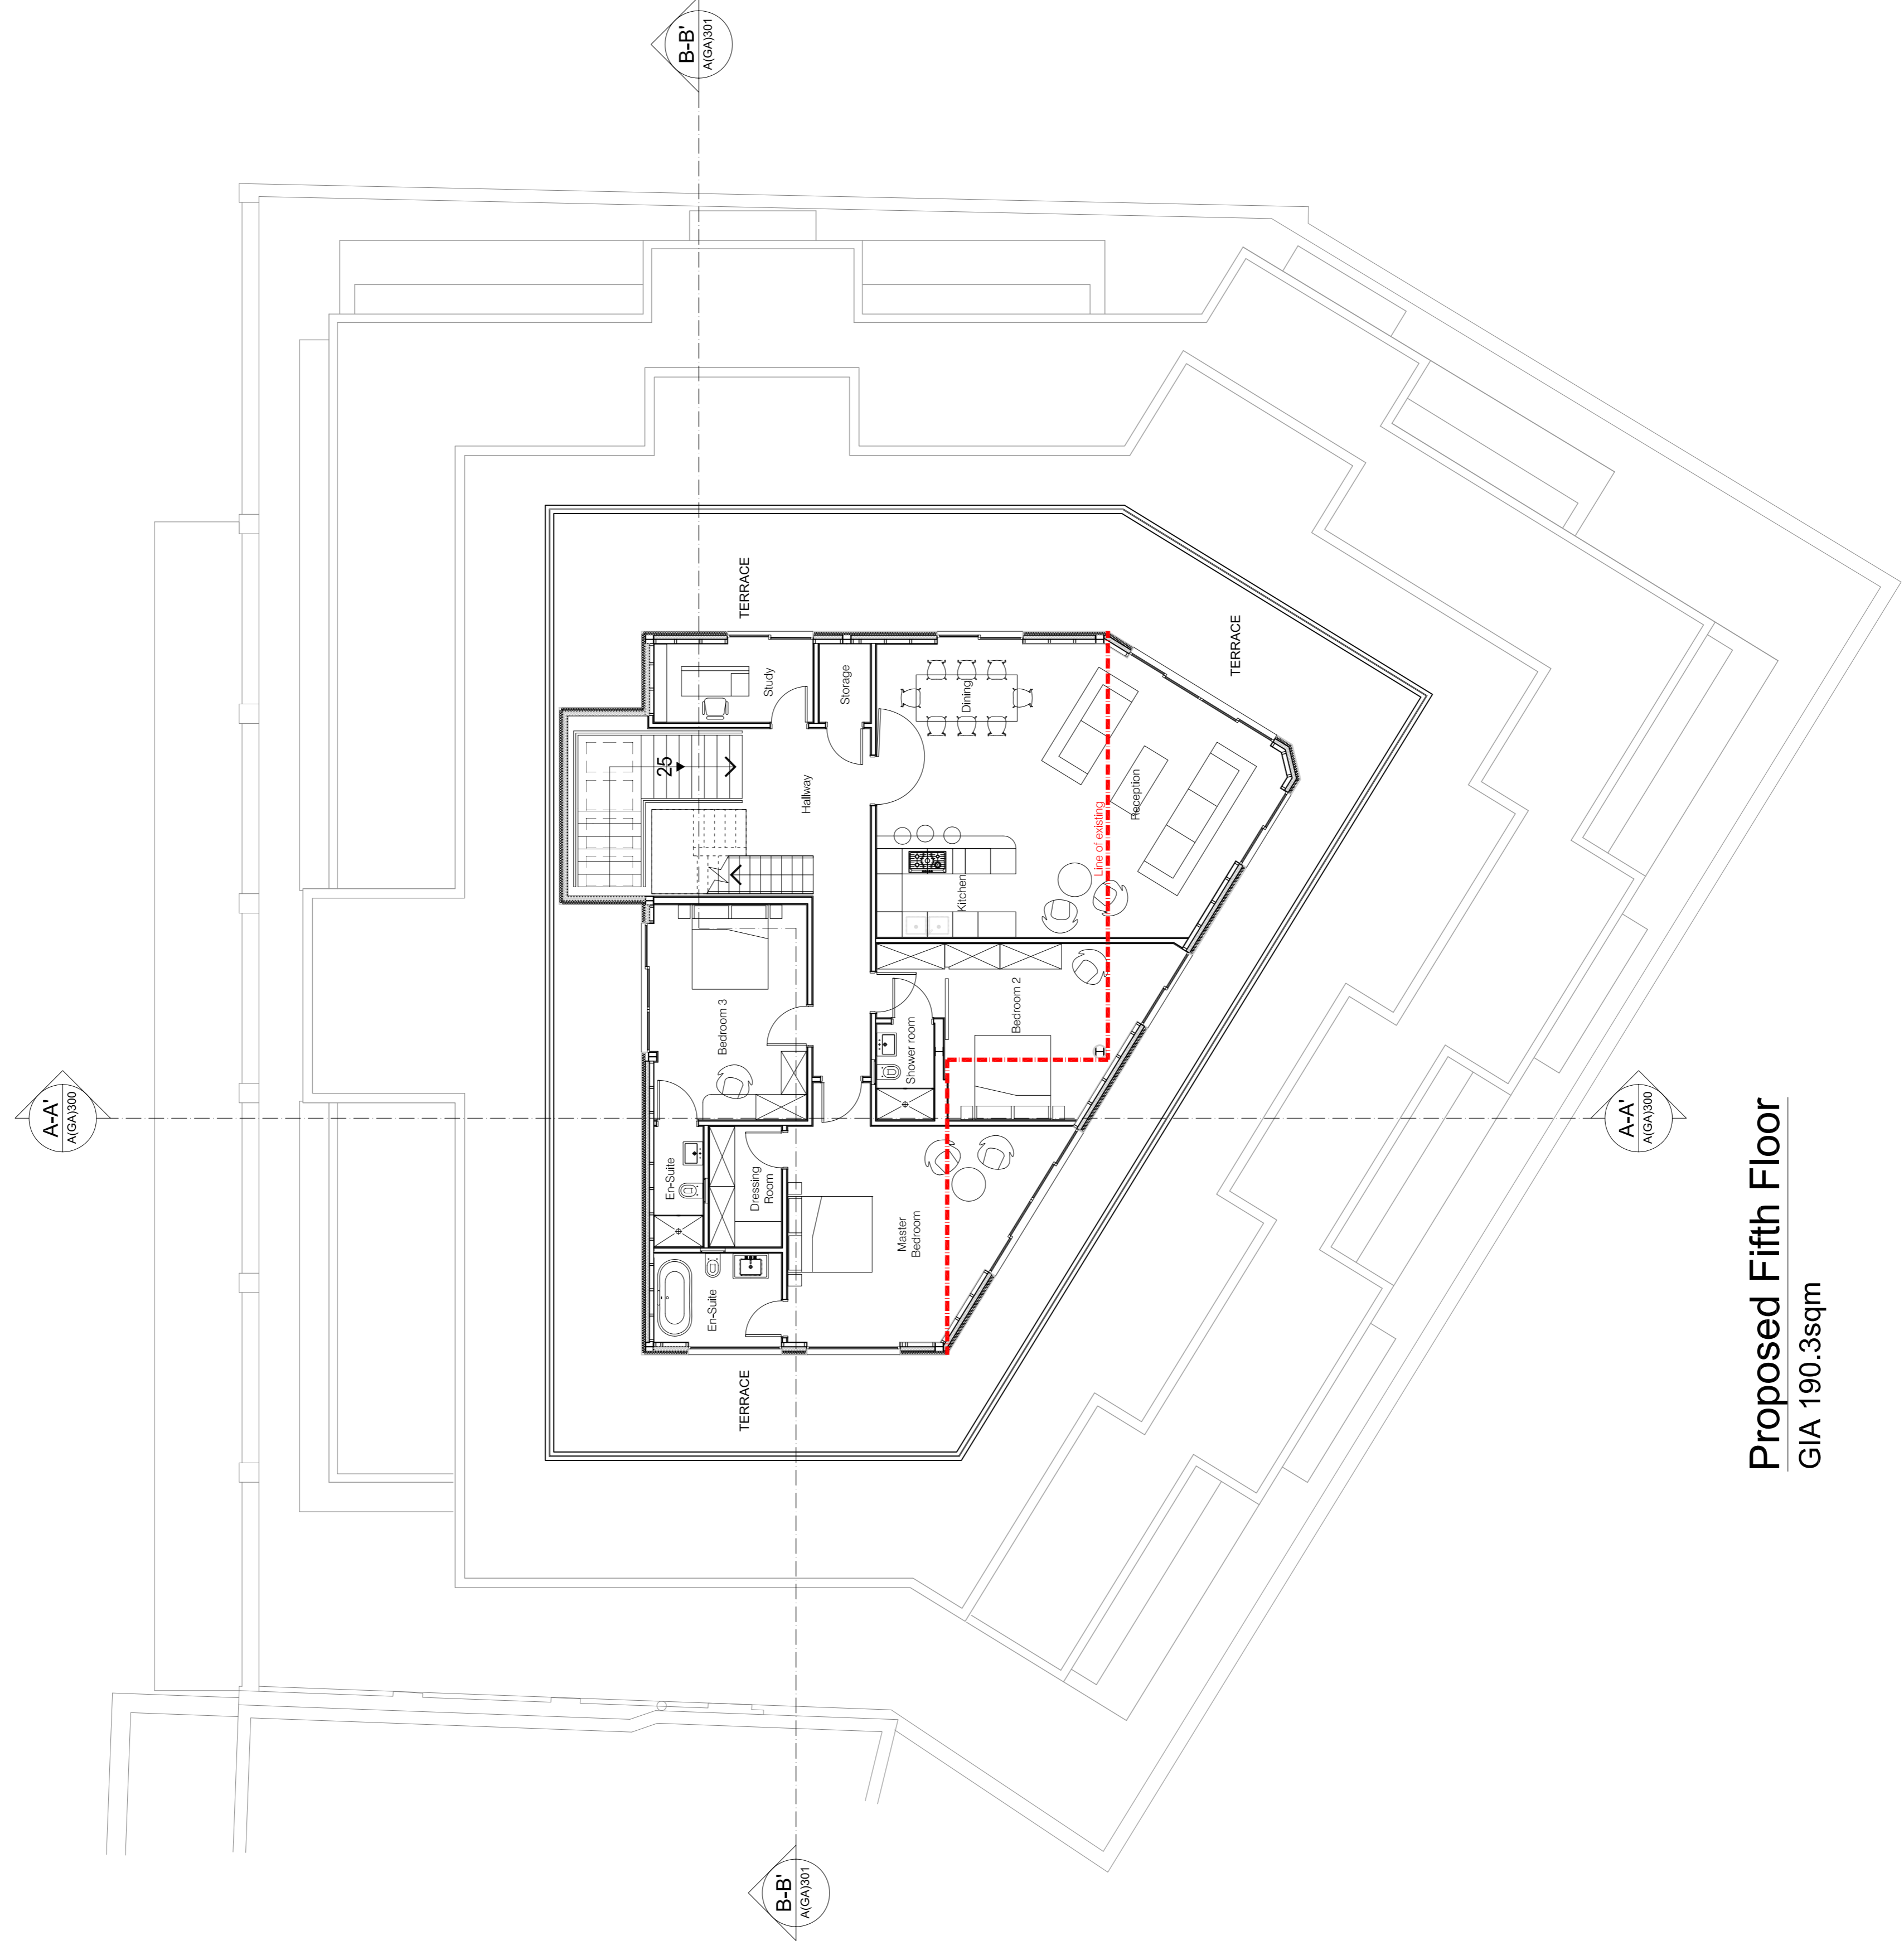 B-B'
A(GA)301
A-A'
A(GA)300
TERRACE
Study
Storage
Dining
25
Hallway
Reception
TERRACE
Line of existing
Kitchen
Bedroom 3
Bedroom 2
Shower room
En-Suite
Dressing
Room
Master
Bedroom
En-Suite
TERRACE
A-A'
A(GA)300
B-B'
A(GA)301
Proposed Fifth Floor
GIA 190.3sqm